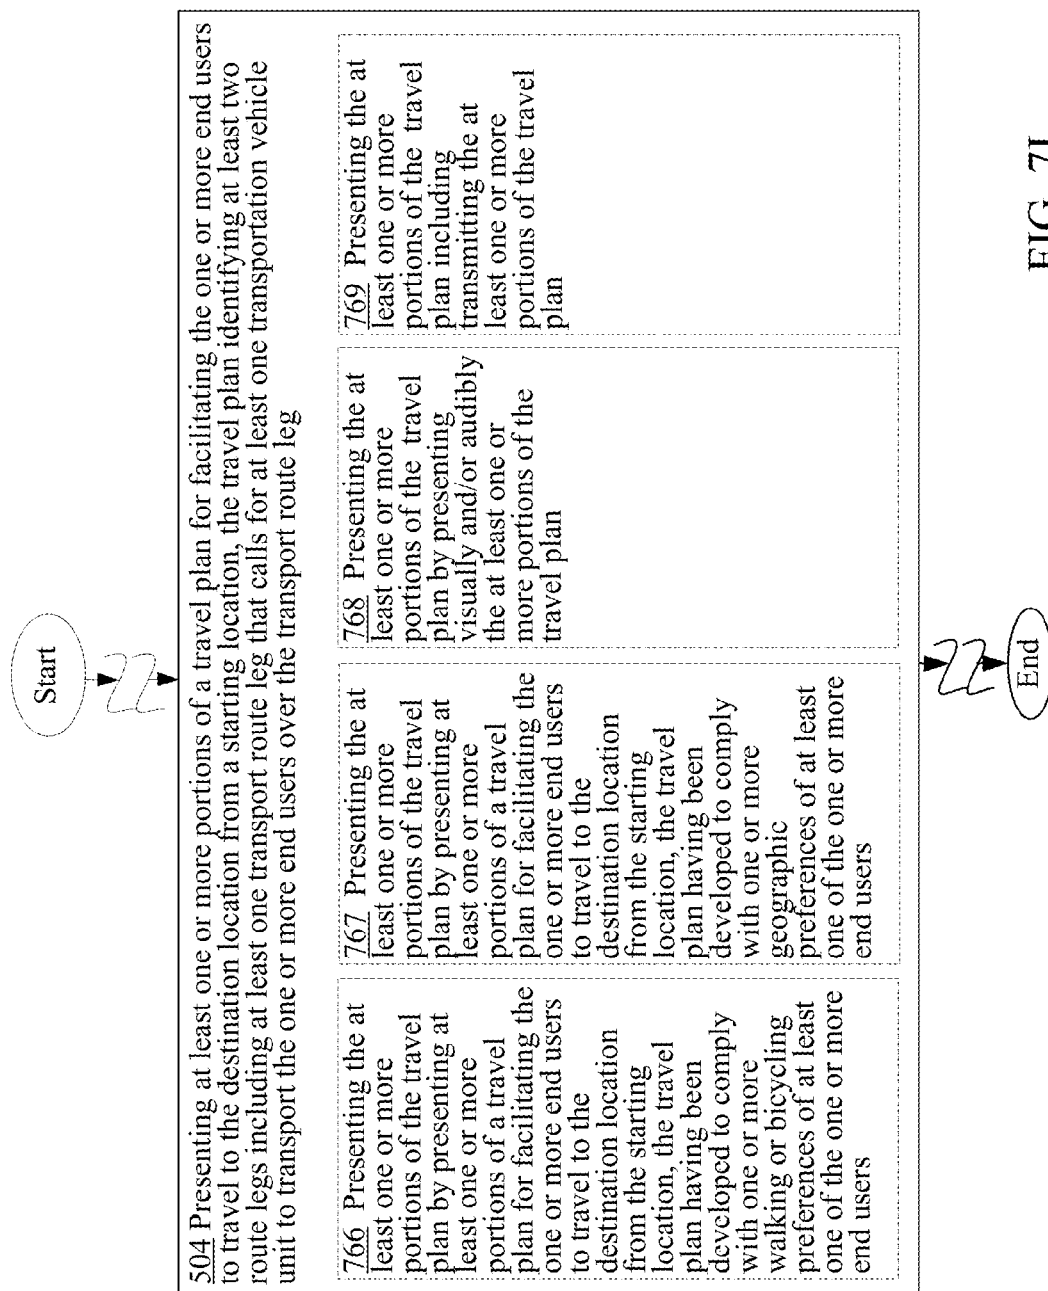 Start
504 Presenting at least one or more portions of a travel plan for facilitating the one or more end users
to travel to the destination location from a starting location, the travel plan identifying at least two
route legs including at least one transport route leg that calls for at least one transportation vehicle
unit to transport the one or more end users over the transport route leg
766 Presenting the at
least one or more
portions of the travel
plan by presenting at
least one or more
portions of a travel
plan for facilitating the
one or more end users
to travel to the
destination location
from the starting
location, the travel
plan having been
developed to comply
with one or more
walking or bicycling
preferences of at least
one of the one or more
end users
767 Presenting the at
least one or more
portions of the travel
plan by presenting at
least one or more
portions of a travel
plan for facilitating the
one or more end users
to travel to the
destination location
from the starting
location, the travel
plan having been
developed to comply
with one or more
geographic
preferences of at least
one of the one or more
end users
768 Presenting the at
least one or more
portions of the travel
plan by presenting
visually and/or audibly
the at least one or
more portions of the
travel plan
769 Presenting the at
least one or more
portions of the travel
plan including
transmitting the at
least one or more
portions of the travel
plan
End
FIG.